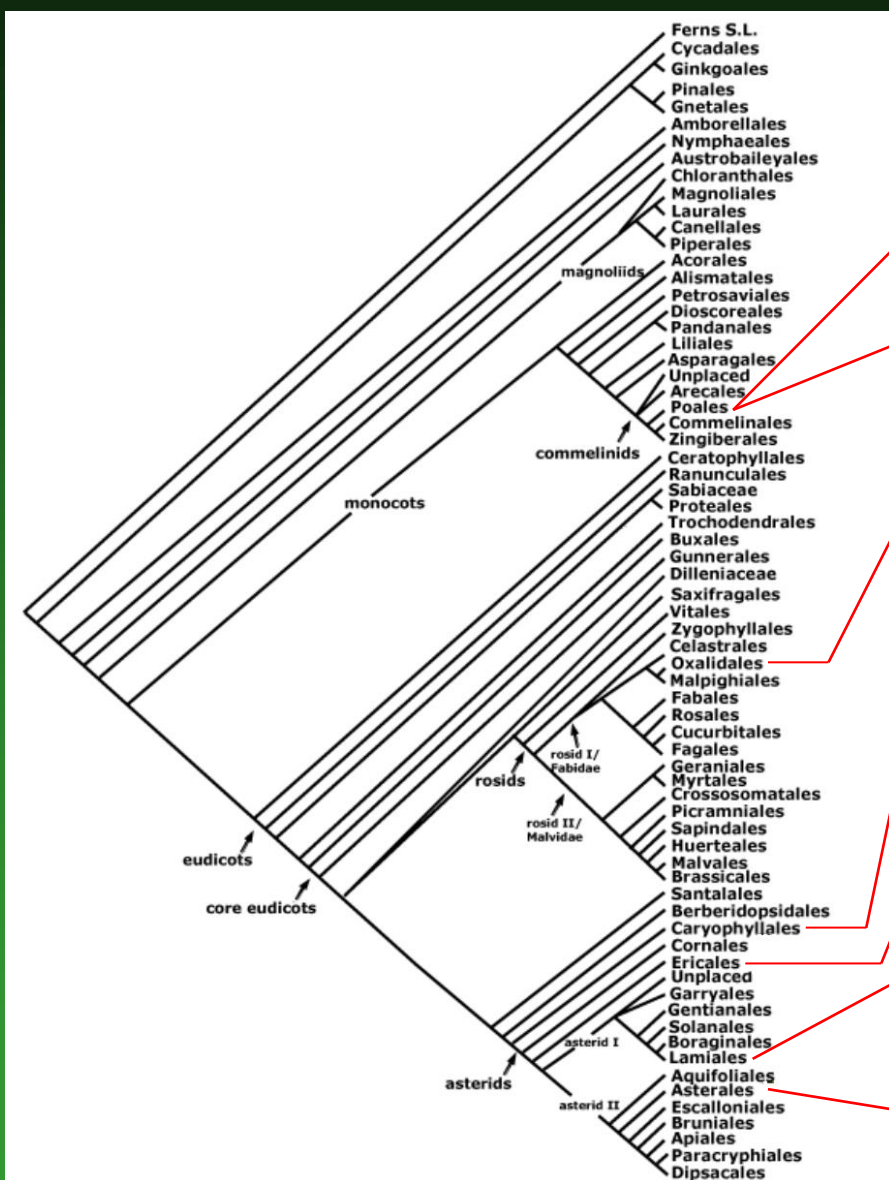 Ferns S.L.
Cycadales
Ginkgoales
Pinales
Gnetales
Amborellales
Nymphaeales
Austrobaileyales
Chloranthales
Magnoliales
Laurales
Canellales
Piperales
magnoliids
Acorales
Alismatales
Petrosaviales
Dioscoreales
Pandanales
Liliales
Asparagales
Unplaced
Arecales
Poales
Commelinales
Zingiberales
commelinids
monocots
Ceratophyllales
Ranunculales
Sabiaceae
Proteales
Trochodendrales
Buxales
Gunnerales
Dilleniaceae
Saxifragales
Vitales
Zygophyllales
Celastrales
Oxalidales
Malpighiales
Fabales
Rosales
Cucurbitales
Fagales
rosid I/
Fabidae
rosids
Geraniales
Myrtales
Crossosomatales
Picramniales
Sapindales
Huerteales
Malvales
Brassicales
rosid II/
Malvidae
eudicots
core eudicots
Santalales
Berberidopsidales
Caryophyllales
Cornales
Ericales
Unplaced
Garryales
Gentianales
Solanales
Boraginales
Lamiales
asterid I
asterids
asterid II
Aquifoliales
Asterales
Escalloniales
Bruniales
Apiales
Paracryphiales
Dipsacales